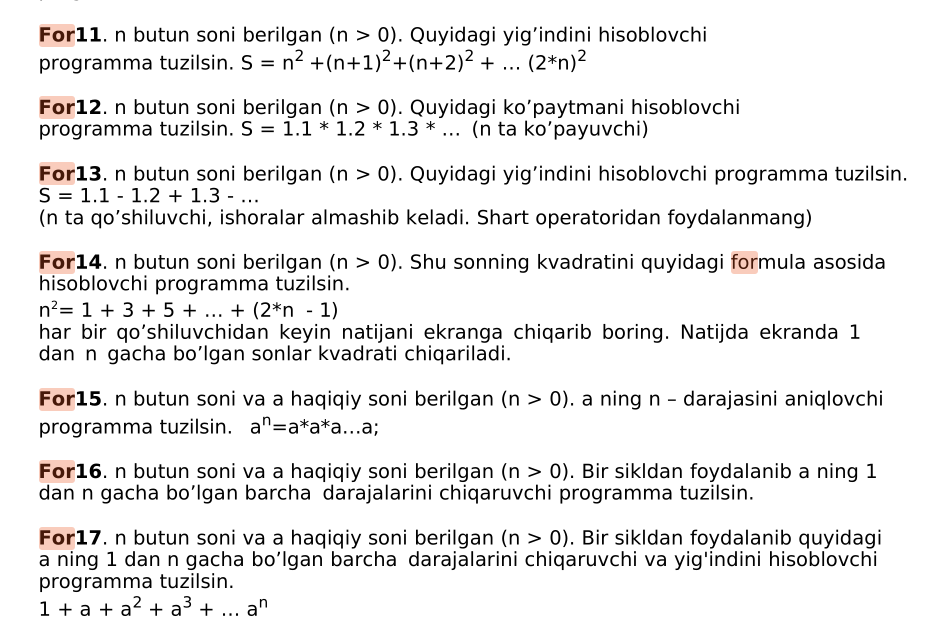 For11. n butun soni berilgan (n > 0). Quyidagi yig’indini hisoblovchi
programma tuzilsin. S = n² +(n+1)²+(n+2)² + … (2*n)²
For12. n butun soni berilgan (n > 0). Quyidagi ko’paytmani hisoblovchi
programma tuzilsin. S = 1.1 * 1.2 * 1.3 * … (n ta ko’payuvchi)
For13. n butun soni berilgan (n > 0). Quyidagi yig’indini hisoblovchi programma tuzilsin.
S = 1.1 - 1.2 + 1.3 - …
(n ta qo’shiluvchi, ishoralar almashib keladi. Shart operatoridan foydalanmang)
For14. n butun soni berilgan (n > 0). Shu sonning kvadratini quyidagi formula asosida
hisoblovchi programma tuzilsin.
n²= 1 + 3 + 5 + … + (2*n - 1)
har bir qo’shiluvchidan keyin natijani ekranga chiqarib boring. Natijda ekranda 1
dan n gacha bo’lgan sonlar kvadrati chiqariladi.
For15. n butun soni va a haqiqiy soni berilgan (n > 0). a ning n – darajasini aniqlovchi
programma tuzilsin. aⁿ=a*a*a…a;
For16. n butun soni va a haqiqiy soni berilgan (n > 0). Bir sikldan foydalanib a ning 1
dan n gacha bo’lgan barcha darajalarini chiqaruvchi programma tuzilsin.
For17. n butun soni va a haqiqiy soni berilgan (n > 0). Bir sikldan foydalanib quyidagi
a ning 1 dan n gacha bo’lgan barcha darajalarini chiqaruvchi va yig'indini hisoblovchi
programma tuzilsin.
1 + a + a² + a³ + … aⁿ